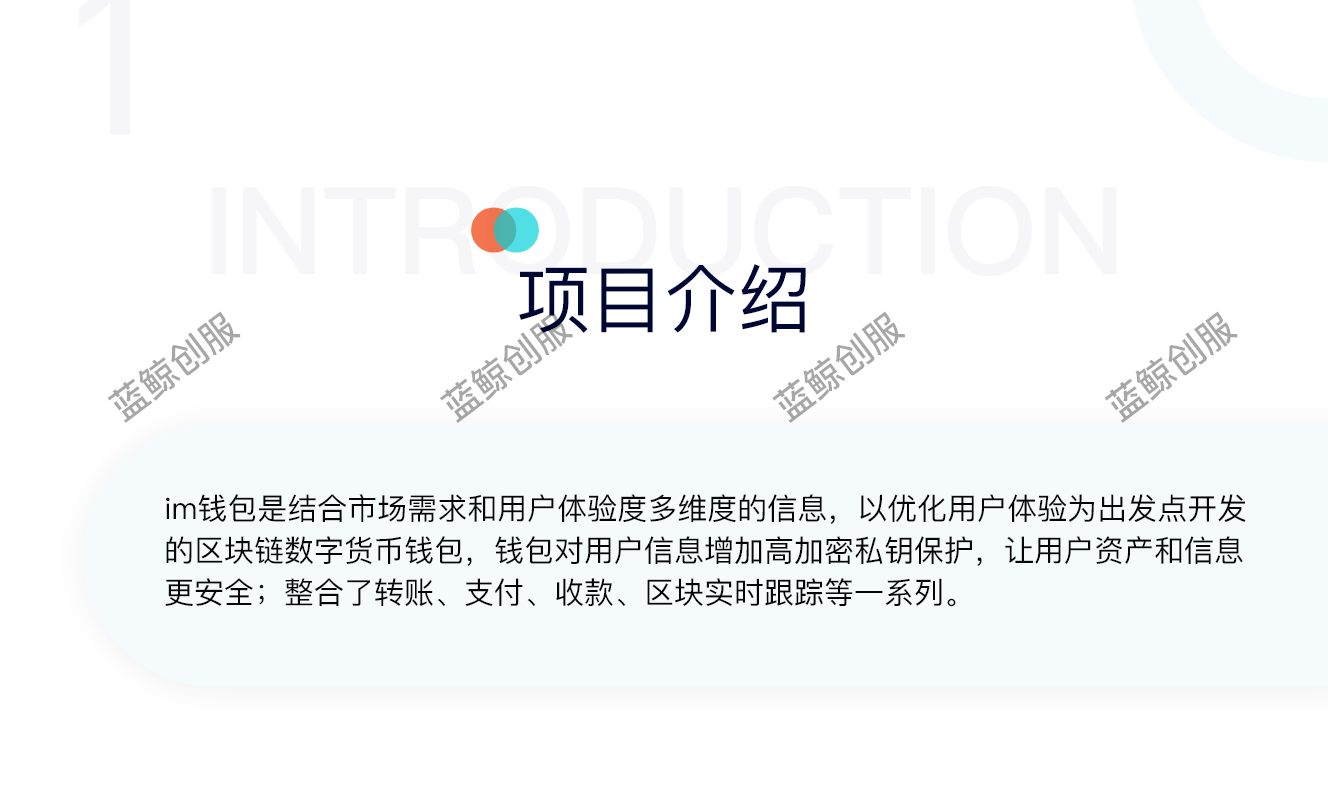 1
INTRODUCTION
项目介绍
蓝鲸创服 蓝鲸创服 蓝鲸创服 蓝鲸创服
im钱包是结合市场需求和用户体验度多维度的信息，以优化用户体验为出发点开发
的区块链数字货币钱包，钱包对用户信息增加高加密私钥保护，让用户资产和信息
更安全；整合了转账、支付、收款、区块实时跟踪等一系列。